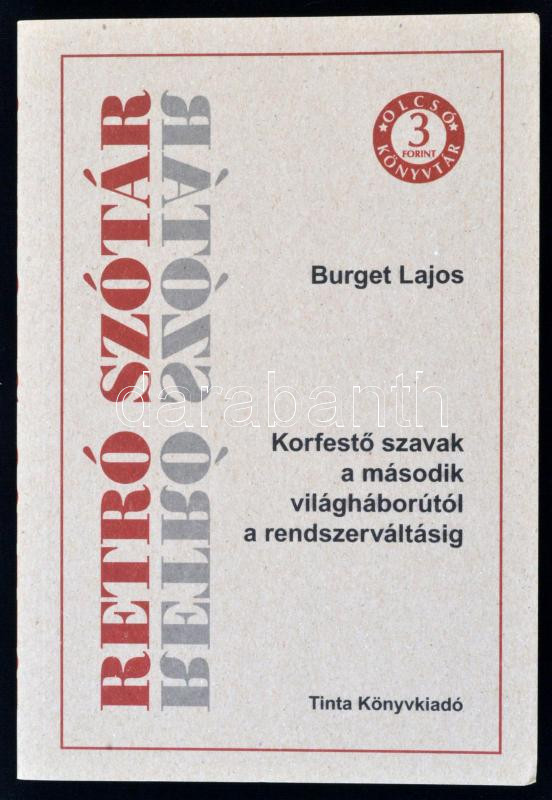 RETRÓ SZÓTÁR
RETRÓ SZÓTÁR
OLCSÓ
3
FORINT
KÖNYVTÁR
Burget Lajos
darabanth
Korfestő szavak
a második
világháborútól
a rendszerváltásig
Tinta Könyvkiadó